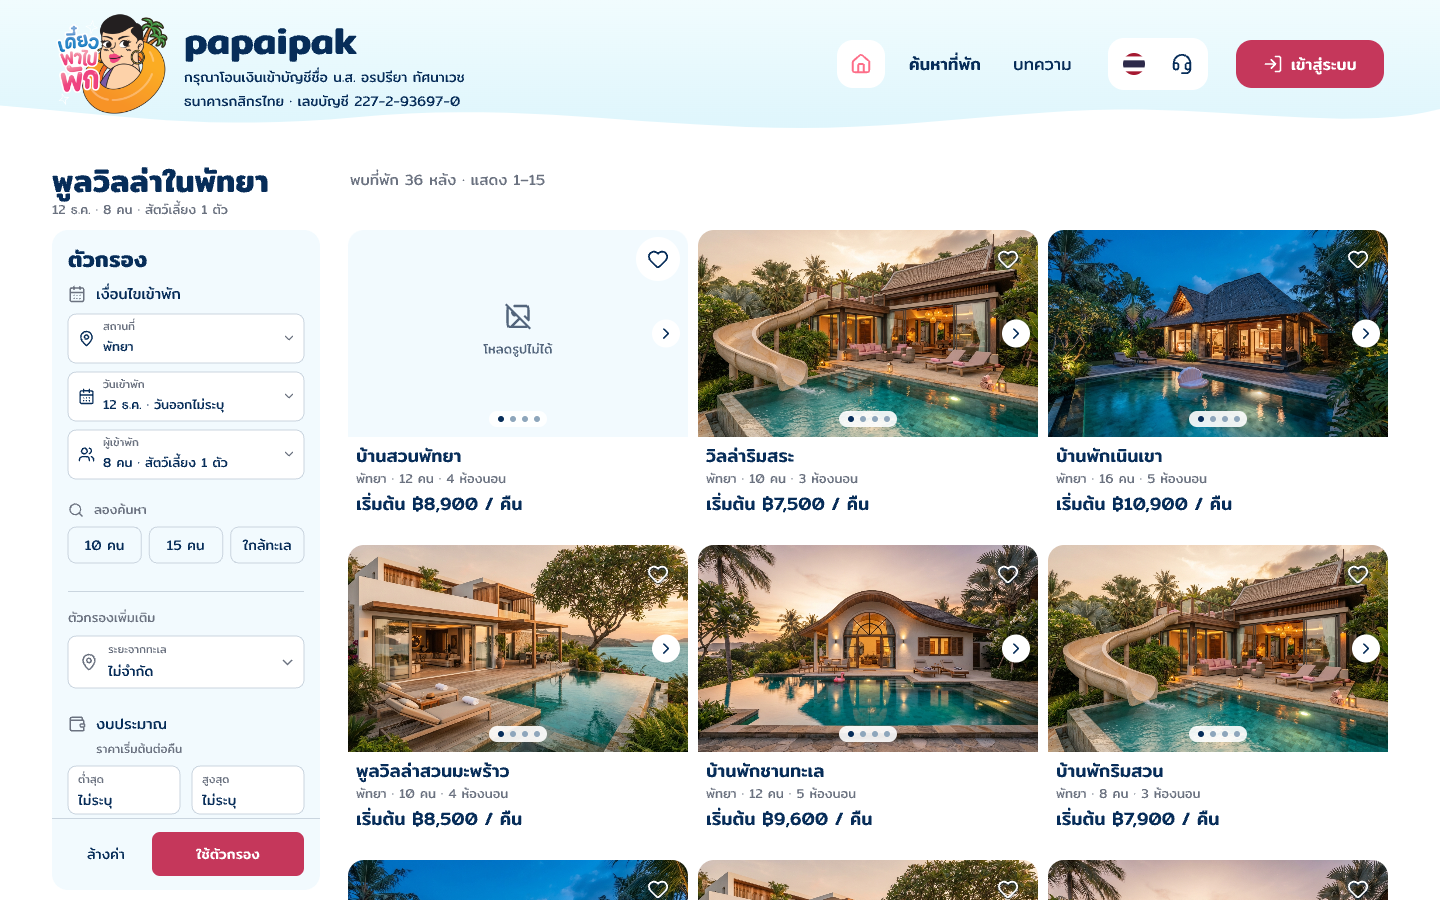 เดี๋ยว
พาไป
พัก
papaipak
กรุณาโอนเงินเข้าบัญชีชื่อ น.ส. อรปรียา ทัศนาเวช
ธนาคารกสิกรไทย · เลขบัญชี 227-2-93697-0
ค้นหาที่พัก
บทความ
เข้าสู่ระบบ
พูลวิลล่าในพัทยา
12 ธ.ค. · 8 คน · สัตว์เลี้ยง 1 ตัว
พบที่พัก 36 หลัง · แสดง 1–15
ตัวกรอง
เงื่อนไขเข้าพัก
สถานที่
พัทยา
วันเข้าพัก
12 ธ.ค. · วันออกไม่ระบุ
ผู้เข้าพัก
8 คน · สัตว์เลี้ยง 1 ตัว
ลองค้นหา
10 คน
15 คน
ใกล้ทะเล
ตัวกรองเพิ่มเติม
ระยะจากทะเล
ไม่จำกัด
งบประมาณ
ราคาเริ่มต้นต่อคืน
ต่ำสุด
ไม่ระบุ
สูงสุด
ไม่ระบุ
ล้างค่า
ใช้ตัวกรอง
โหลดรูปไม่ได้
บ้านสวนพัทยา
พัทยา · 12 คน · 4 ห้องนอน
เริ่มต้น ฿8,900 / คืน
วิลล่าริมสระ
พัทยา · 10 คน · 3 ห้องนอน
เริ่มต้น ฿7,500 / คืน
บ้านพักเนินเขา
พัทยา · 16 คน · 5 ห้องนอน
เริ่มต้น ฿10,900 / คืน
พูลวิลล่าสวนมะพร้าว
พัทยา · 10 คน · 4 ห้องนอน
เริ่มต้น ฿8,500 / คืน
บ้านพักชานทะเล
พัทยา · 12 คน · 5 ห้องนอน
เริ่มต้น ฿9,600 / คืน
บ้านพักริมสวน
พัทยา · 8 คน · 3 ห้องนอน
เริ่มต้น ฿7,900 / คืน